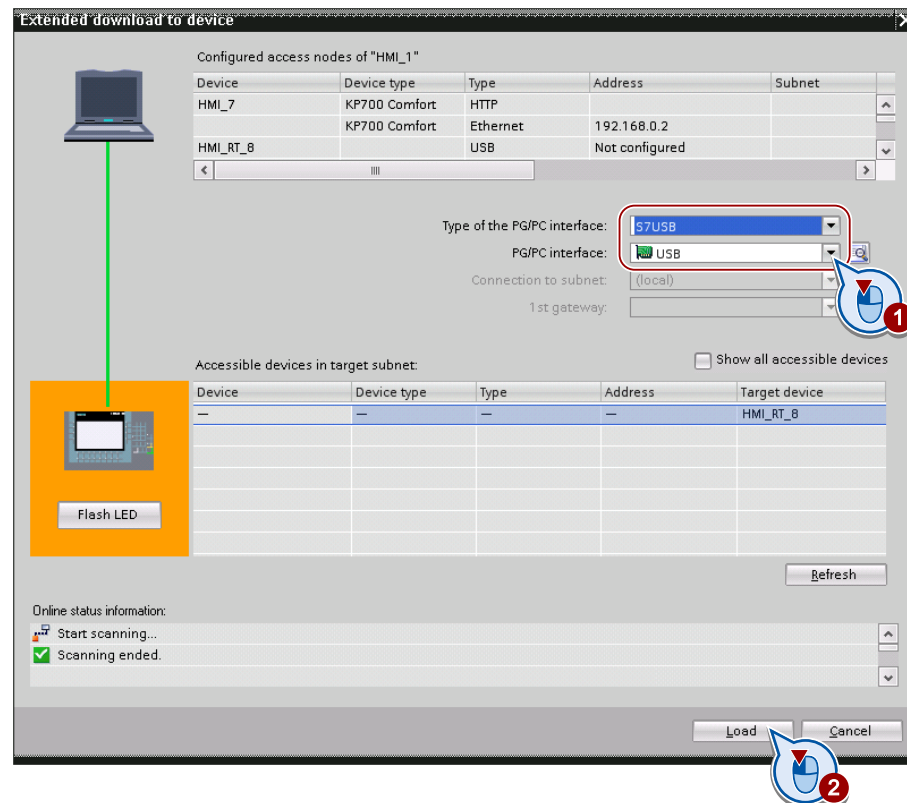 Extended download to device
Configured access nodes of "HMI_1"
Device Device type Type Address Subnet
HMI_7 KP700 Comfort HTTP
KP700 Comfort Ethernet 192.168.0.2
HMI_RT_8 USB Not configured
Type of the PG/PC interface: S7USB
PG/PC interface: USB
Connection to subnet: (local)
1st gateway:
1
Accessible devices in target subnet: Show all accessible devices
Device Device type Type Address Target device
— — — — HMI_RT_8
Flash LED
Refresh
Online status information:
Start scanning...
Scanning ended.
Load Cancel
2